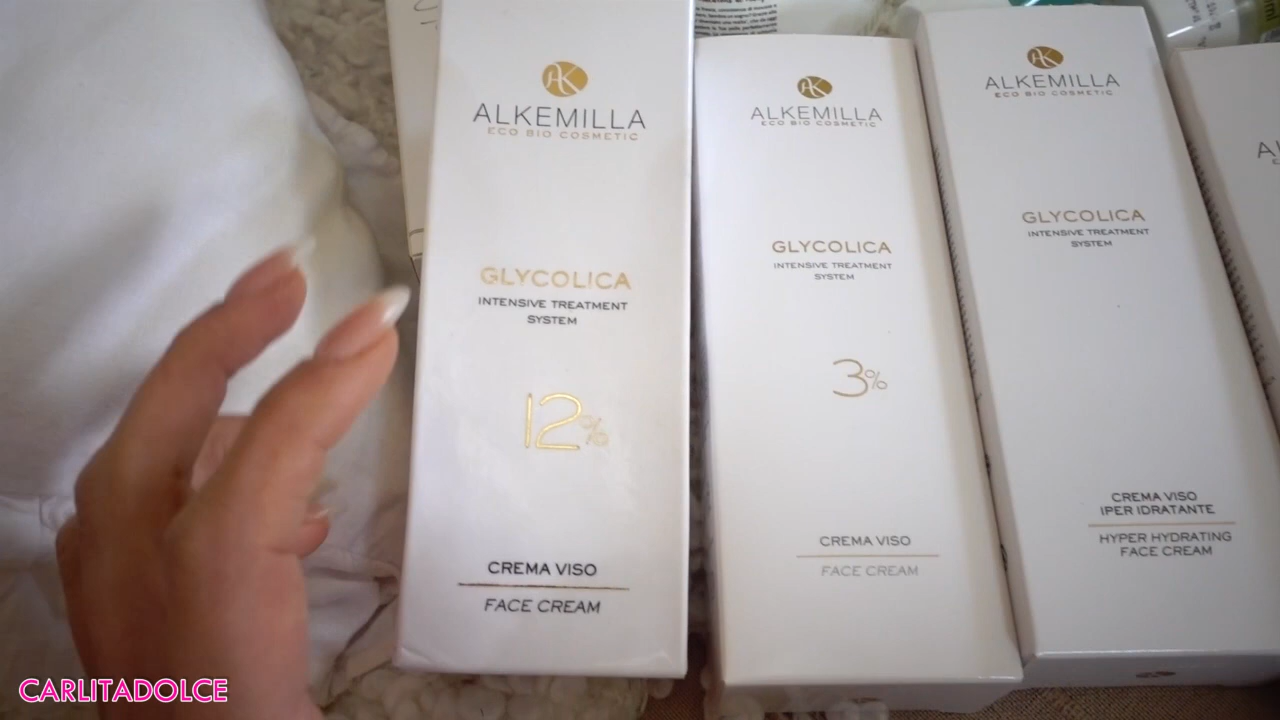 AK
ALKEMILLA
ECO BIO COSMETIC
GLYCOLICA
INTENSIVE TREATMENT
SYSTEM
12%
CREMA VISO
FACE CREAM
AK
ALKEMILLA
ECO BIO COSMETIC
GLYCOLICA
INTENSIVE TREATMENT
SYSTEM
3%
CREMA VISO
FACE CREAM
AK
ALKEMILLA
ECO BIO COSMETIC
GLYCOLICA
INTENSIVE TREATMENT
SYSTEM
CREMA VISO
IPER IDRATANTE
HYPER HYDRATING
FACE CREAM
CARLITADOLCE